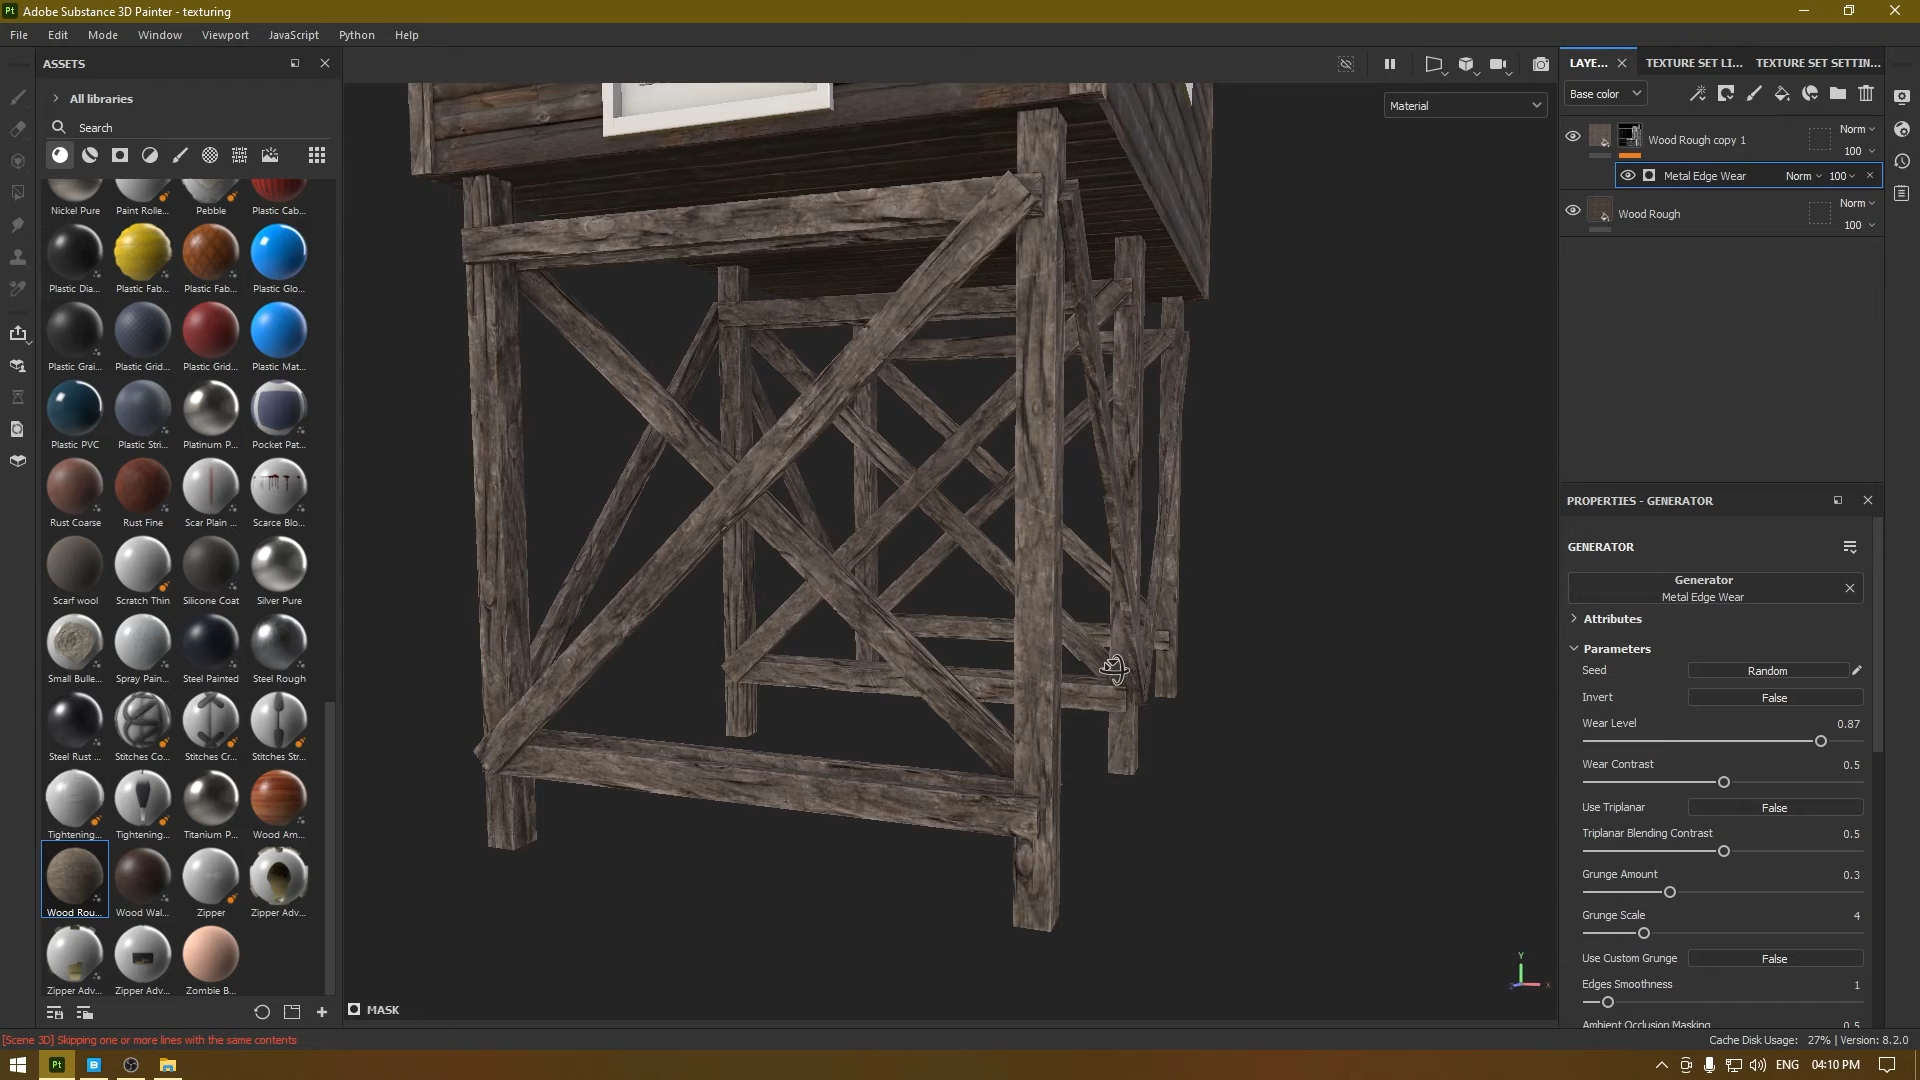 Adobe Substance 3D Painter - texturing
File Edit Mode Window Viewport JavaScript Python Help
ASSETS
All libraries
Search
Nickel Pure Paint Rolle... Pebble Plastic Cab...
Plastic Dia... Plastic Fab... Plastic Fab... Plastic Glo...
Plastic Grai... Plastic Grid... Plastic Grid... Plastic Mat...
Plastic PVC Plastic Stri... Platinum P... Pocket Pat...
Rust Coarse Rust Fine Scar Plain ... Scarce Blo...
Scarf wool Scratch Thin Silicone Coat Silver Pure
Small Bulle... Spray Pain... Steel Painted Steel Rough
Steel Rust ... Stitches Co... Stitches Cr... Stitches Str...
Tightening... Tightening... Titanium P... Wood Am...
Wood Rou... Wood Wal... Zipper Zipper Adv...
Zipper Adv... Zipper Adv... Zombie B...
Material
MASK
Y
X
Z
LAYE... TEXTURE SET LI... TEXTURE SET SETTIN...
Base color
Wood Rough copy 1 Norm 100
Metal Edge Wear Norm 100
Wood Rough Norm 100
PROPERTIES - GENERATOR
GENERATOR
Generator
Metal Edge Wear
Attributes
Parameters
Seed Random
Invert False
Wear Level 0.87
Wear Contrast 0.5
Use Triplanar False
Triplanar Blending Contrast 0.5
Grunge Amount 0.3
Grunge Scale 4
Use Custom Grunge False
Edges Smoothness 1
Ambient Occlusion Masking 0.5
[Scene 3D] Skipping one or more lines with the same contents
Cache Disk Usage: 27% | Version: 8.2.0
Pt
ENG 04:10 PM